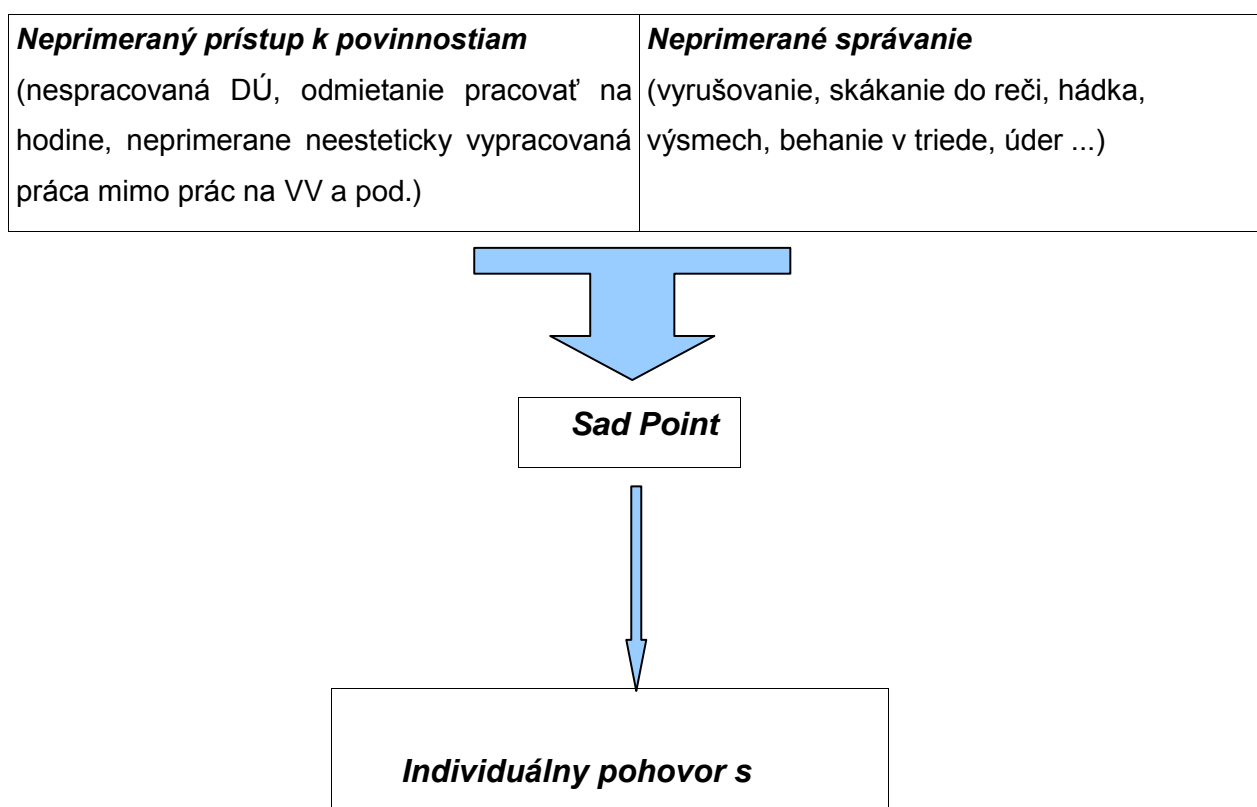 Neprimeraný prístup k povinnostiam
(nespracovaná DÚ, odmietanie pracovať na
hodine, neprimerane neesteticky vypracovaná
práca mimo prác na VV a pod.)
Neprimerané správanie
(vyrušovanie, skákanie do reči, hádka,
výsmech, behanie v triede, úder ...)
Sad Point
Individuálny pohovor s